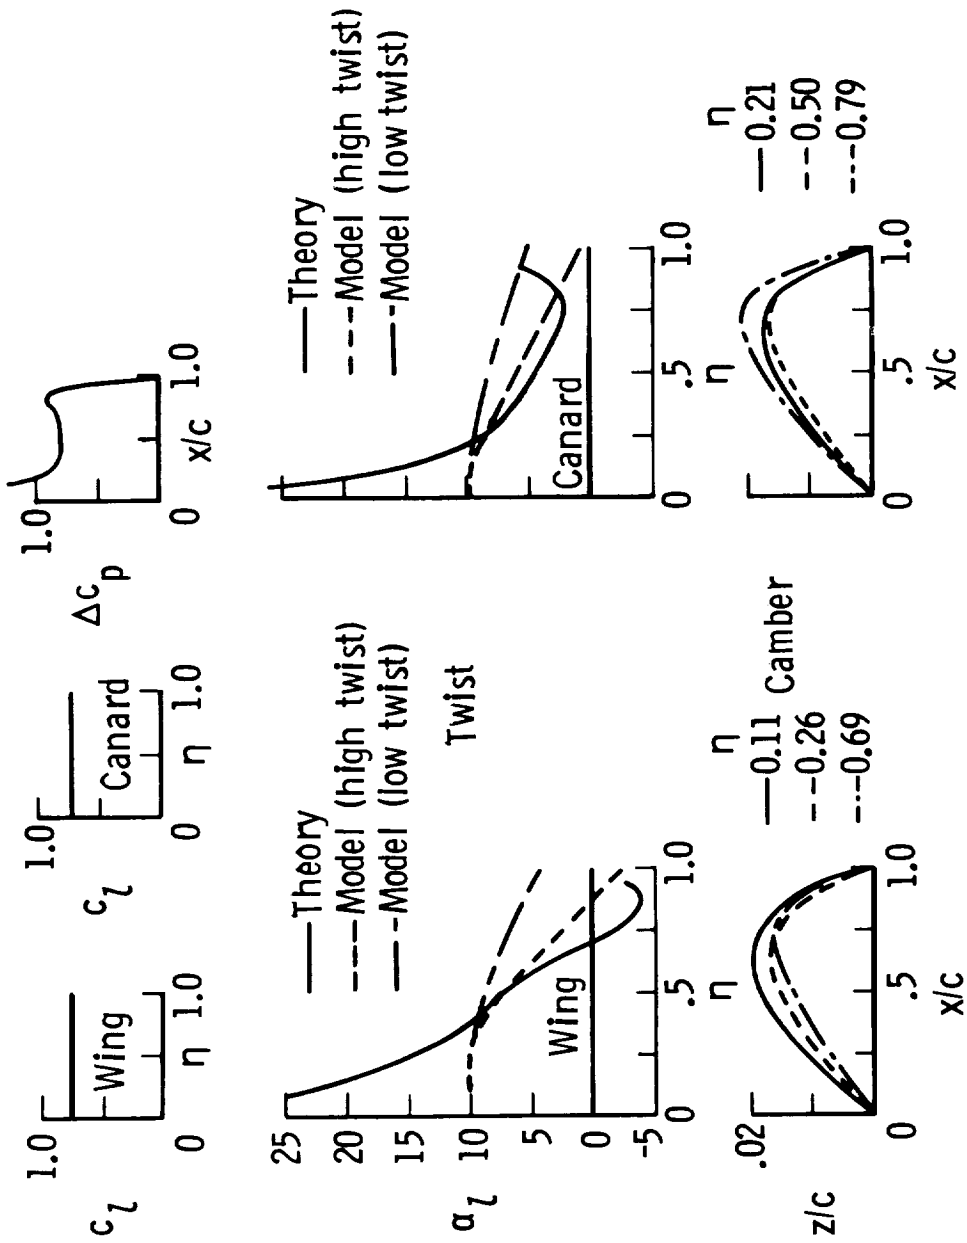 1.0
c_l
Wing
0
η
1.0
1.0
c_l
Canard
0
η
1.0
1.0
Δc_p
0
x/c
1.0
Theory
Model (high twist)
Model (low twist)
Twist
25
20
15
10
5
0
-5
α_l
Wing
0
.5
1.0
η
Theory
Model (high twist)
Model (low twist)
Canard
0
.5
1.0
η
η
0.11
0.26
0.69
Camber
.02
z/c
0
.5
1.0
x/c
η
0.21
0.50
0.79
0
.5
1.0
x/c